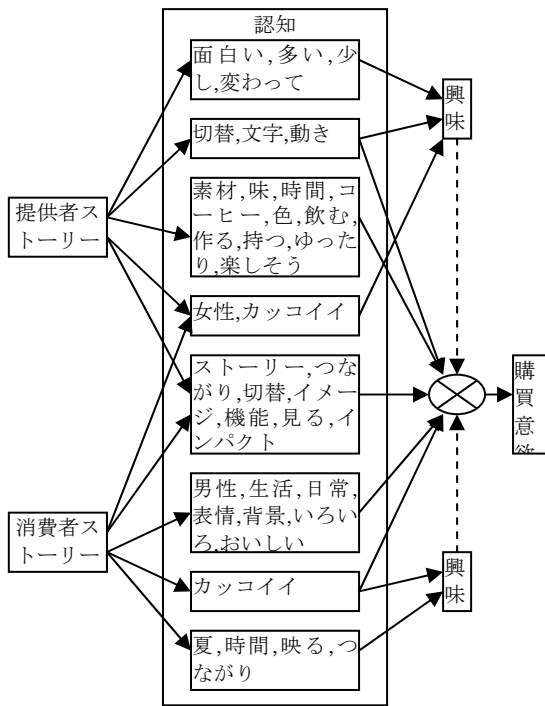 認知
面白い,多い,少
し,変わって
切替,文字,動き
素材,味,時間,コ
ーヒー,色,飲む,
作る,持つ,ゆった
り,楽しそう
女性,カッコイイ
ストーリー,つな
がり,切替,イメー
ジ,機能,見る,イ
ンパクト
男性,生活,日常,
表情,背景,いろい
ろ,おいしい
カッコイイ
夏,時間,映る,つ
ながり
提供者ス
トーリー
消費者ス
トーリー
興
味
購
買
意
欲
興
味